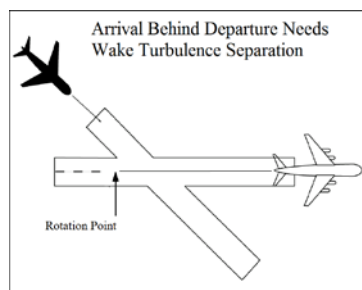 Arrival Behind Departure Needs
Wake Turbulence Separation
Rotation Point